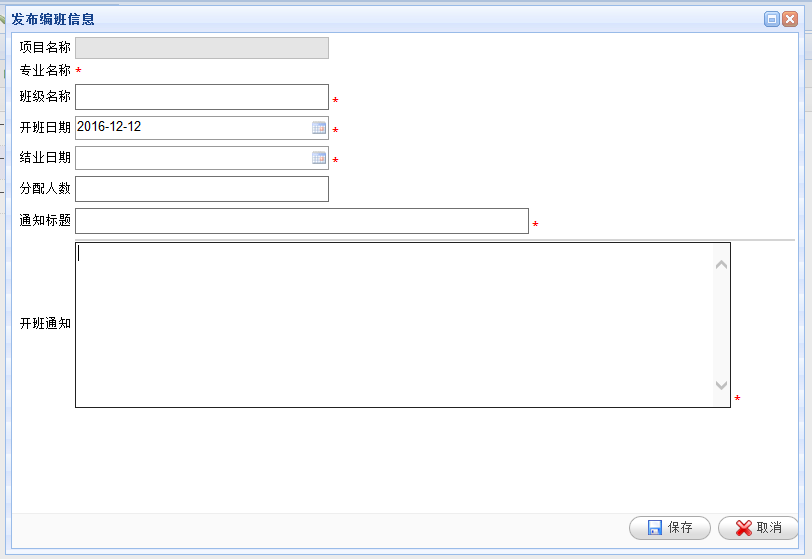 发布编班信息
项目名称
专业名称 *
班级名称 *
开班日期 2016-12-12 *
结业日期 *
分配人数
通知标题 *
开班通知 *
保存 取消